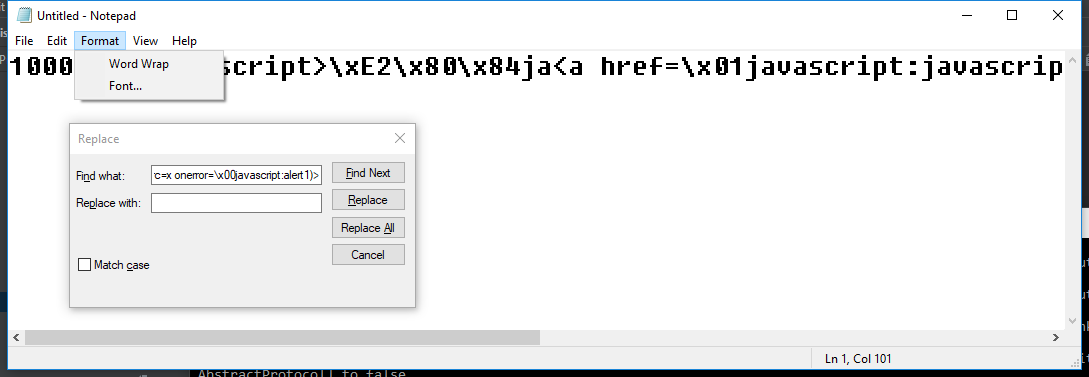 Untitled - Notepad
File Edit Format View Help
1000 script>\xE2\x80\x84ja<a href=\x01javascript:javascrip
Word Wrap
Font...
Replace
Find what: c=x onerror=\x00javascript:alert1)> Find Next
Replace with: Replace
Replace All
Match case Cancel
Ln 1, Col 101
AbstractProtocol] to false